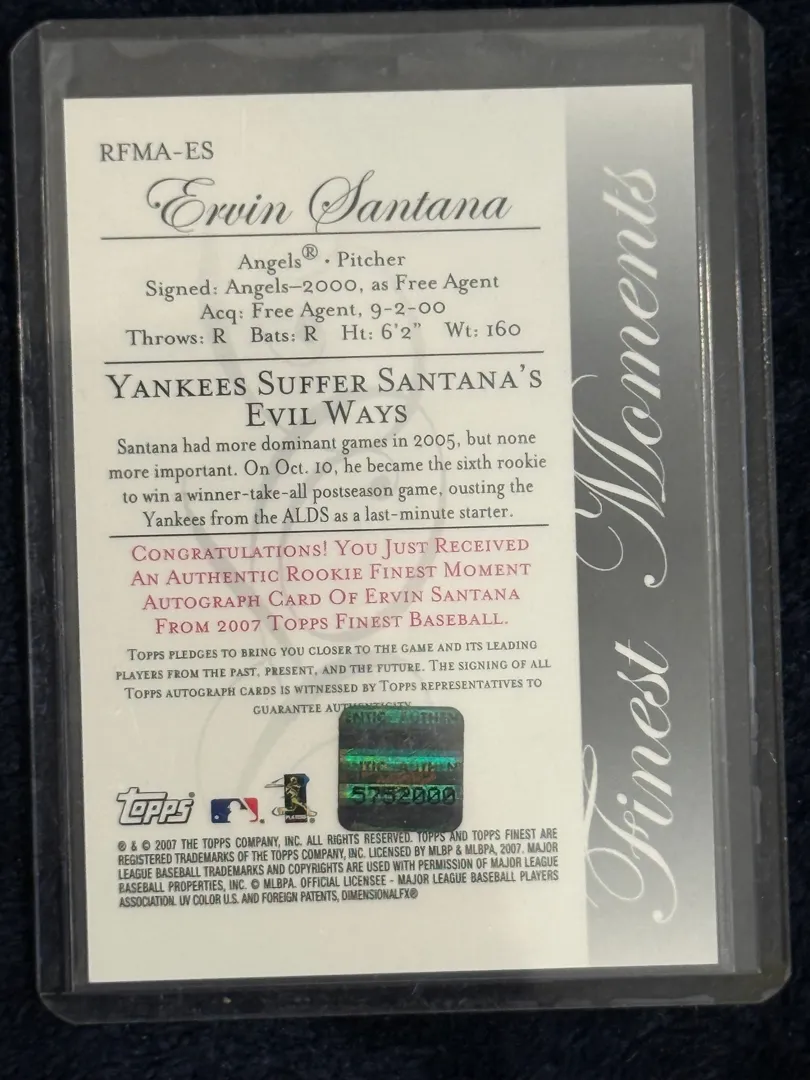 RFMA-ES
Ervin Santana
Angels® · Pitcher
Signed: Angels–2000, as Free Agent
Acq: Free Agent, 9-2-00
Throws: R Bats: R Ht: 6'2" Wt: 160
Yankees Suffer Santana's
Evil Ways
Santana had more dominant games in 2005, but none
more important. On Oct. 10, he became the sixth rookie
to win a winner-take-all postseason game, ousting the
Yankees from the ALDS as a last-minute starter.
Congratulations! You Just Received
An Authentic Rookie Finest Moment
Autograph Card Of Ervin Santana
From 2007 Topps Finest Baseball.
Topps pledges to bring you closer to the game and its leading
players from the past, present, and the future. The signing of all
Topps autograph cards is witnessed by Topps representatives to
guarantee authenticity.
5752000
Topps
® & © 2007 THE TOPPS COMPANY, INC. ALL RIGHTS RESERVED. TOPPS AND TOPPS FINEST ARE
REGISTERED TRADEMARKS OF THE TOPPS COMPANY, INC. LICENSED BY MLBP & MLBPA, 2007. MAJOR
LEAGUE BASEBALL TRADEMARKS AND COPYRIGHTS ARE USED WITH PERMISSION OF MAJOR LEAGUE
BASEBALL PROPERTIES, INC. © MLBPA. OFFICIAL LICENSEE - MAJOR LEAGUE BASEBALL PLAYERS
ASSOCIATION. UV COLOR U.S. AND FOREIGN PATENTS, DIMENSIONALFX®
Finest Moments